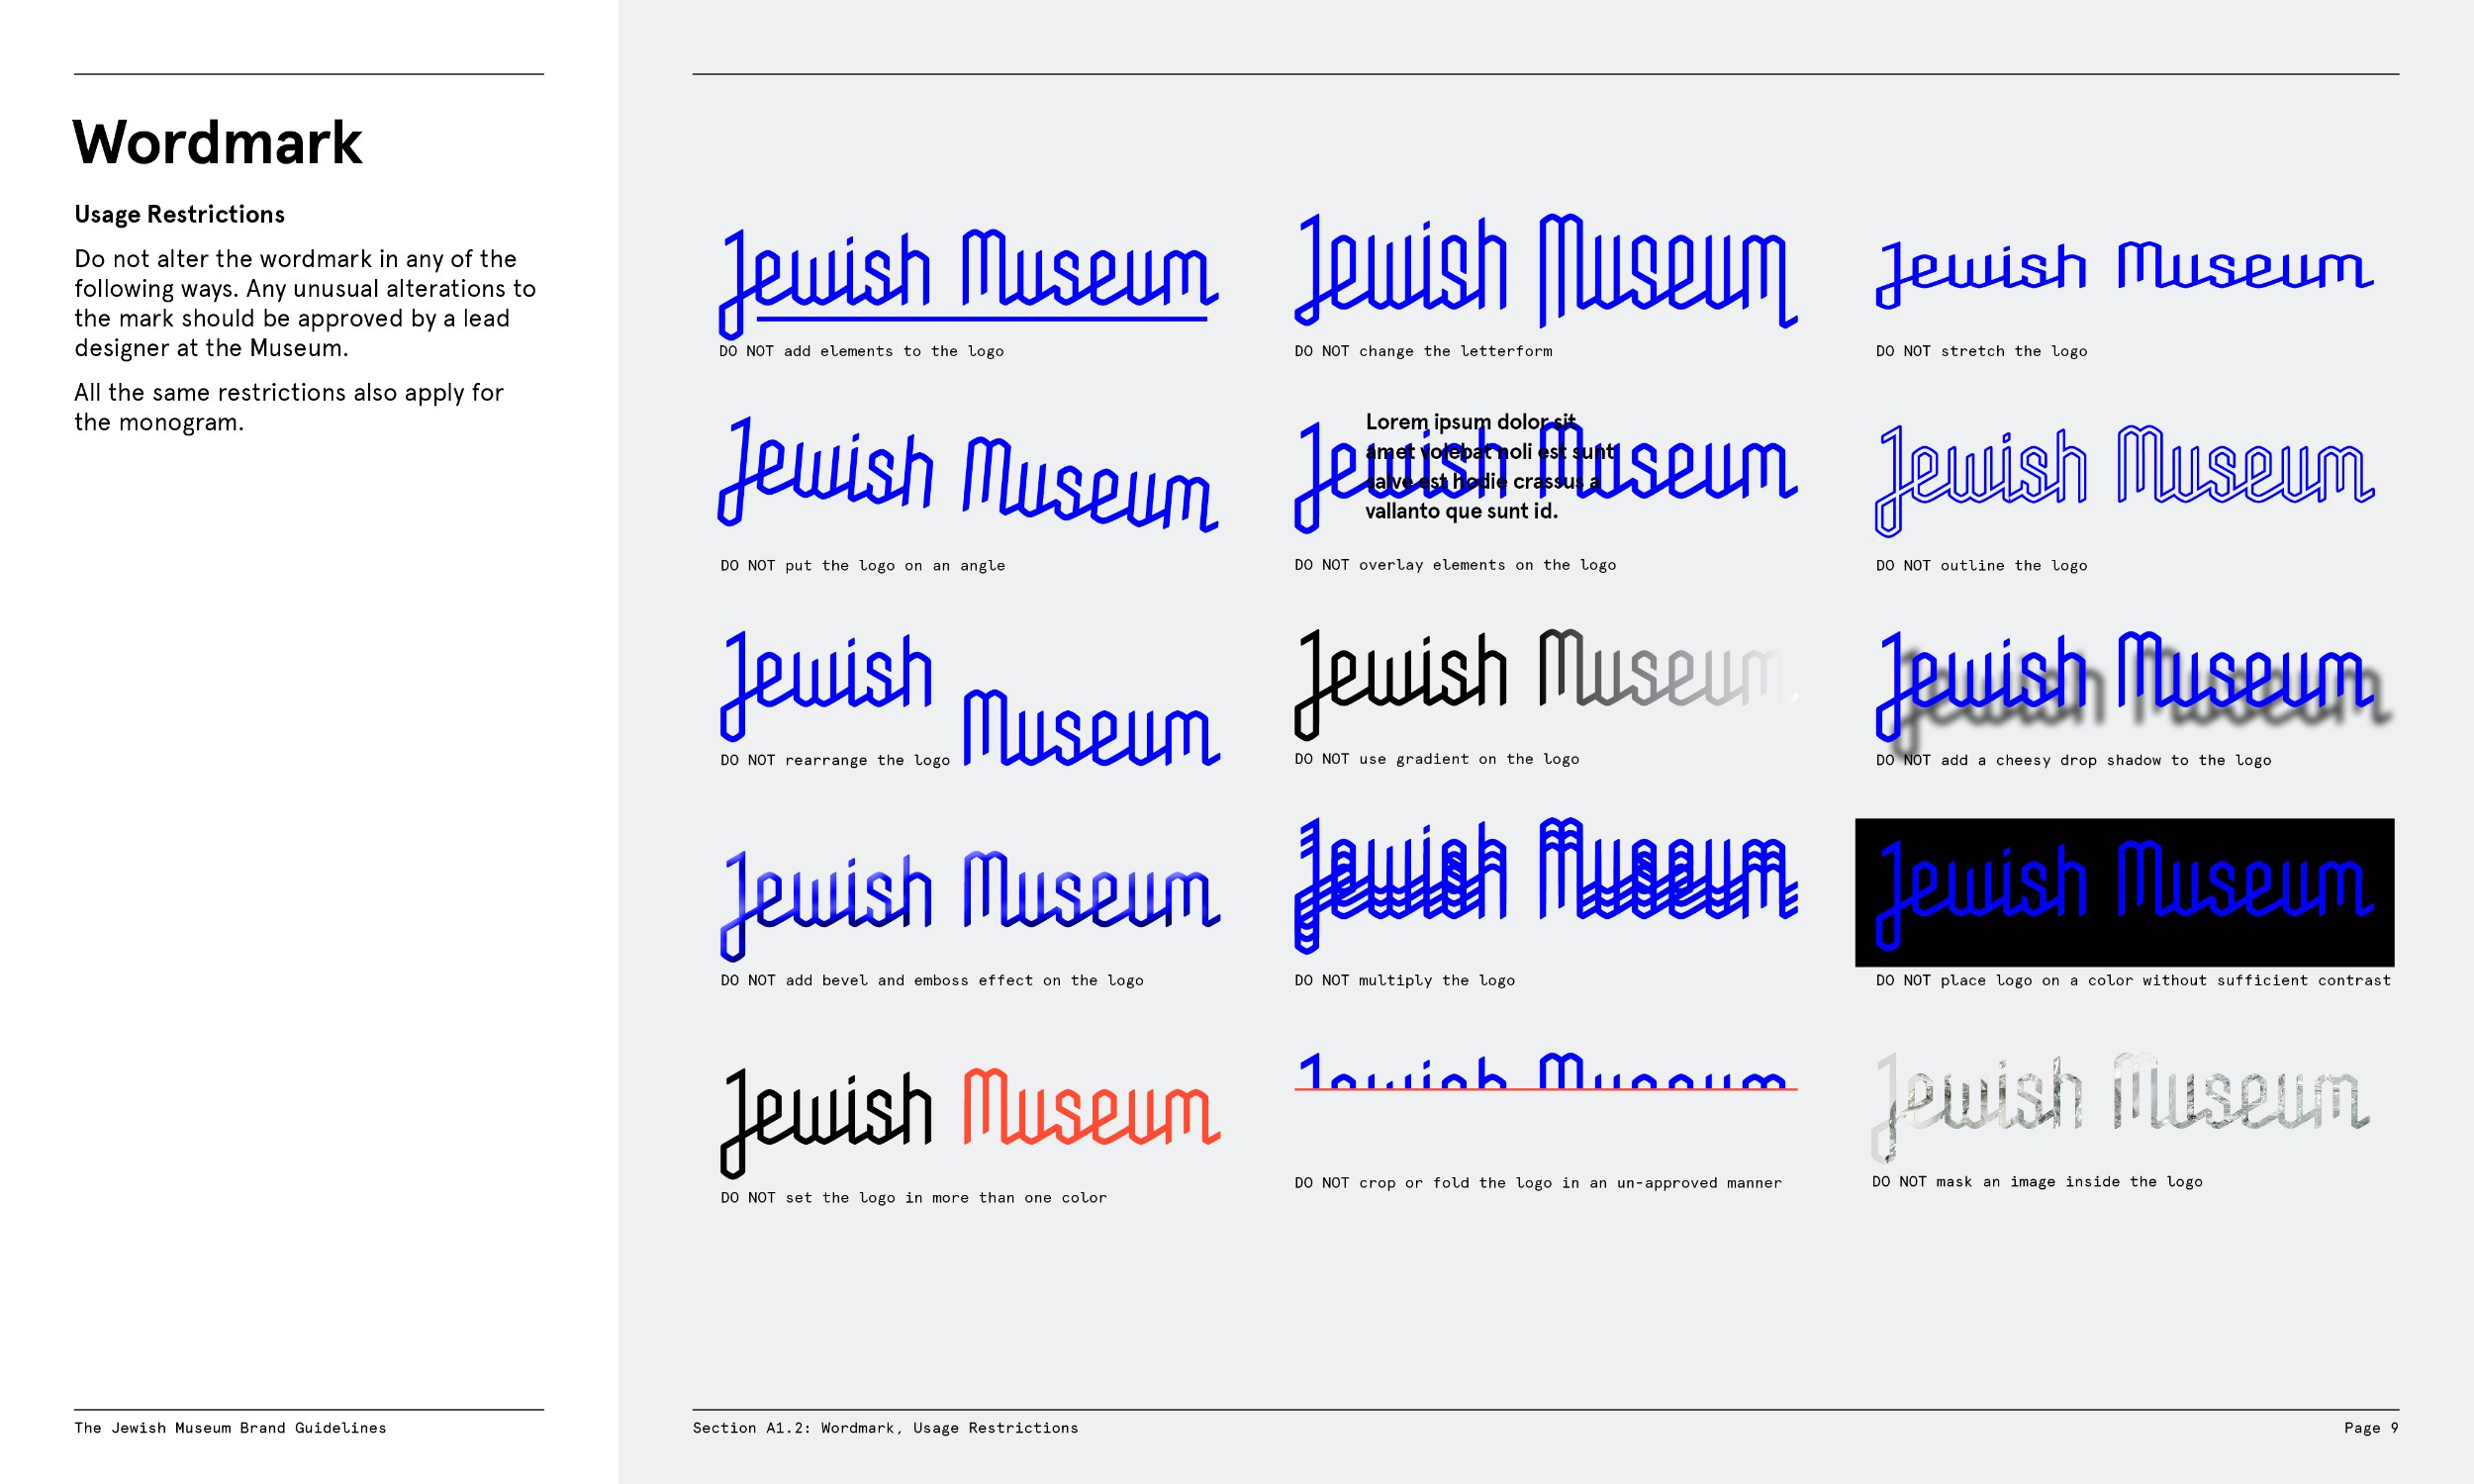 Wordmark
Usage Restrictions
Do not alter the wordmark in any of the
following ways. Any unusual alterations to
the mark should be approved by a lead
designer at the Museum.
All the same restrictions also apply for
the monogram.
The Jewish Museum Brand Guidelines
Jewish Museum
DO NOT add elements to the logo
Jewish Museum
DO NOT change the letterform
Jewish Museum
DO NOT stretch the logo
Jewish Museum
DO NOT put the logo on an angle
Jewish Museum
Lorem ipsum dolor sit
amet volebat noli est sunt
salve est hodie crassus a
vallanto que sunt id.
DO NOT overlay elements on the logo
Jewish Museum
DO NOT outline the logo
Jewish
Museum
DO NOT rearrange the logo
Jewish Museum
DO NOT use gradient on the logo
Jewish Museum
DO NOT add a cheesy drop shadow to the logo
Jewish Museum
DO NOT add bevel and emboss effect on the logo
Jewish Museum
DO NOT multiply the logo
Jewish Museum
DO NOT place logo on a color without sufficient contrast
Jewish Museum
DO NOT set the logo in more than one color
Jewish Museum
DO NOT crop or fold the logo in an un-approved manner
Jewish Museum
DO NOT mask an image inside the logo
Section A1.2: Wordmark, Usage Restrictions
Page 9